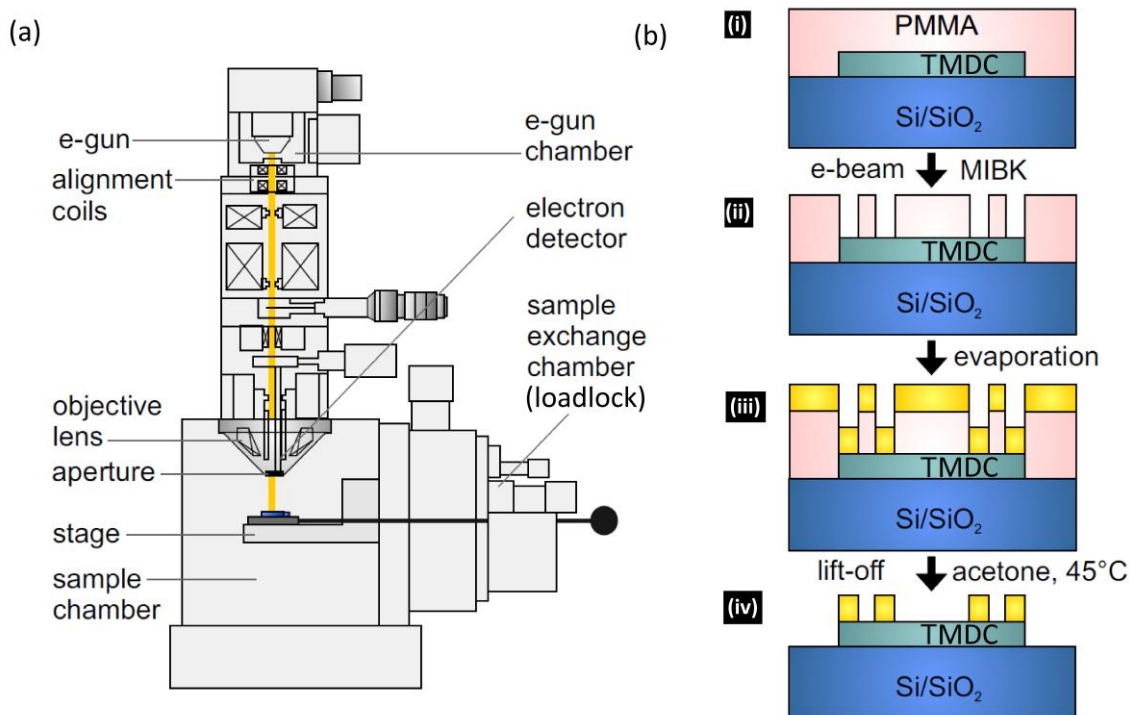 (a)
e-gun
alignment
coils
objective
lens
aperture
stage
sample
chamber
e-gun
chamber
electron
detector
sample
exchange
chamber
(loadlock)
(b)
(i)
PMMA
TMDC
Si/SiO₂
e-beam MIBK
(ii)
TMDC
Si/SiO₂
evaporation
(iii)
TMDC
Si/SiO₂
lift-off acetone, 45°C
(iv)
TMDC
Si/SiO₂